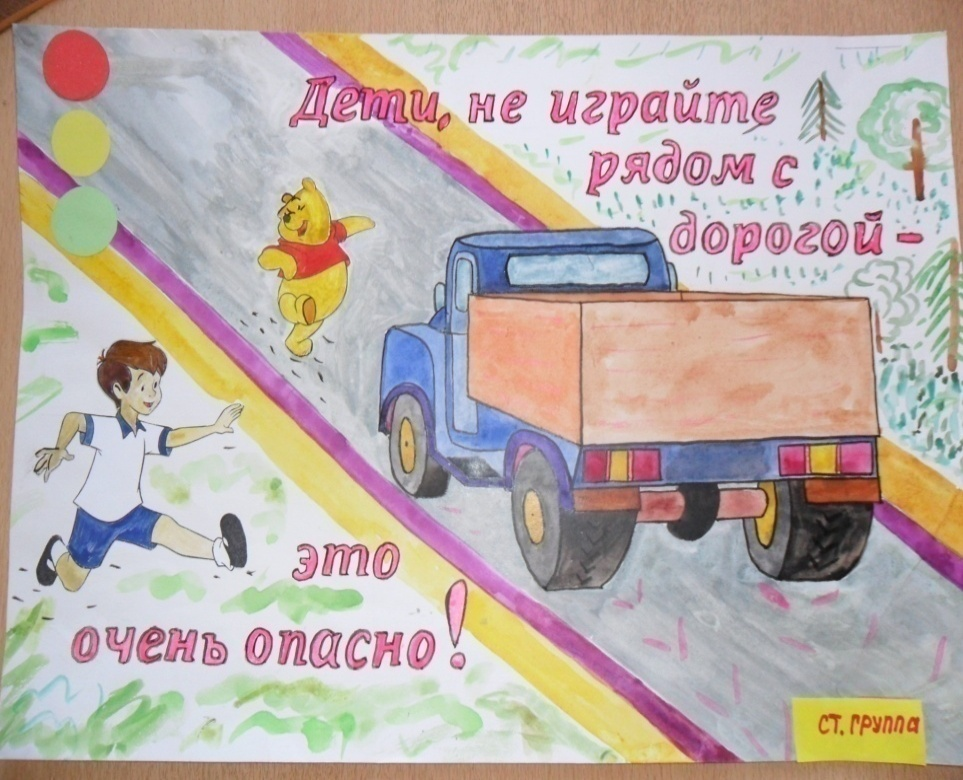 Дети, не играйте
рядом с
дорогой -
это
очень опасно!
СТ. ГРУППА